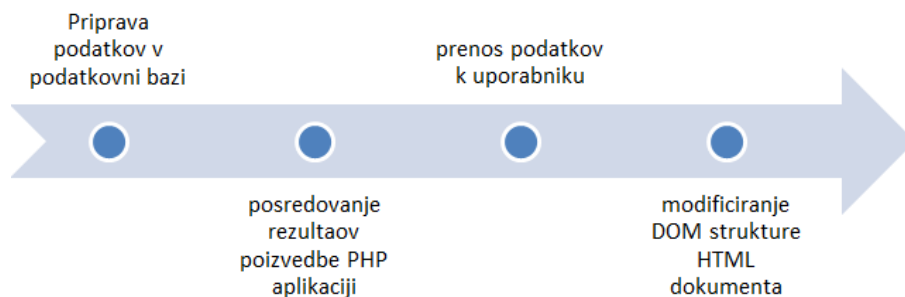 Priprava
podatkov v
podatkovni bazi
posredovanje
rezultaov
poizvedbe PHP
aplikaciji
prenos podatkov
k uporabniku
modificiranje
DOM strukture
HTML
dokumenta